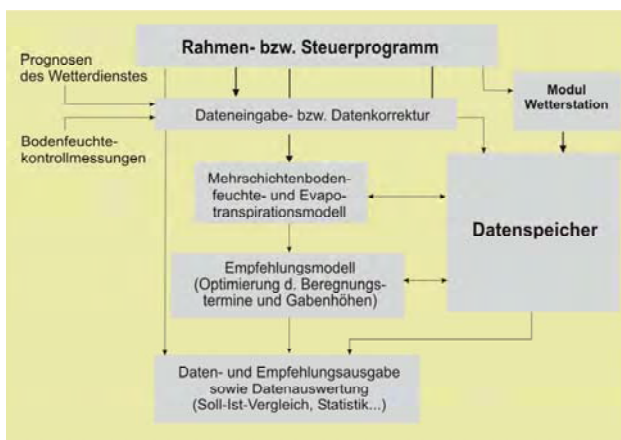 Rahmen- bzw. Steuerprogramm
Prognosen
des Wetterdienstes
Modul
Wetterstation
Dateneingabe- bzw. Datenkorrektur
Bodenfeuchte-
kontrollmessungen
Mehrschichtenboden-
feuchte- und Evapo-
transpirationsmodell
Datenspeicher
Empfehlungsmodell
(Optimierung d. Beregnungs-
termine und Gabenhöhen)
Daten- und Empfehlungsausgabe
sowie Datenauswertung
(Soll-Ist-Vergleich, Statistik...)